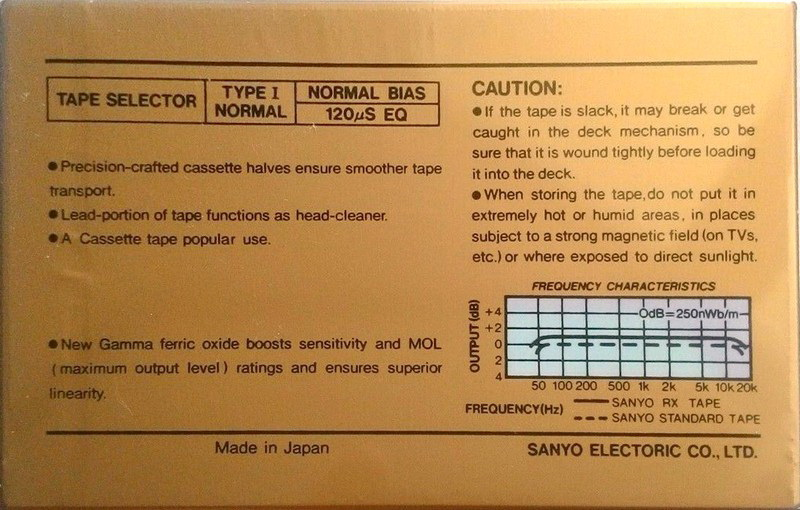 TAPE SELECTOR
TYPE I
NORMAL
NORMAL BIAS
120μS EQ
●Precision-crafted cassette halves ensure smoother tape
transport.
●Lead-portion of tape functions as head-cleaner.
●A Cassette tape popular use.
●New Gamma ferric oxide boosts sensitivity and MOL
(maximum output level) ratings and ensures superior
linearity.
CAUTION:
●If the tape is slack, it may break or get
caught in the deck mechanism, so be
sure that it is wound tightly before loading
it into the deck.
●When storing the tape,do not put it in
extremely hot or humid areas, in places
subject to a strong magnetic field (on TVs,
etc.) or where exposed to direct sunlight.
FREQUENCY CHARACTERISTICS
OUTPUT (dB)
+4
+2
0
2
4
OdB=250nWb/m
50 100 200 500 1k 2k 5k 10k 20k
FREQUENCY(Hz)
SANYO RX TAPE
SANYO STANDARD TAPE
Made in Japan
SANYO ELECTORIC CO., LTD.